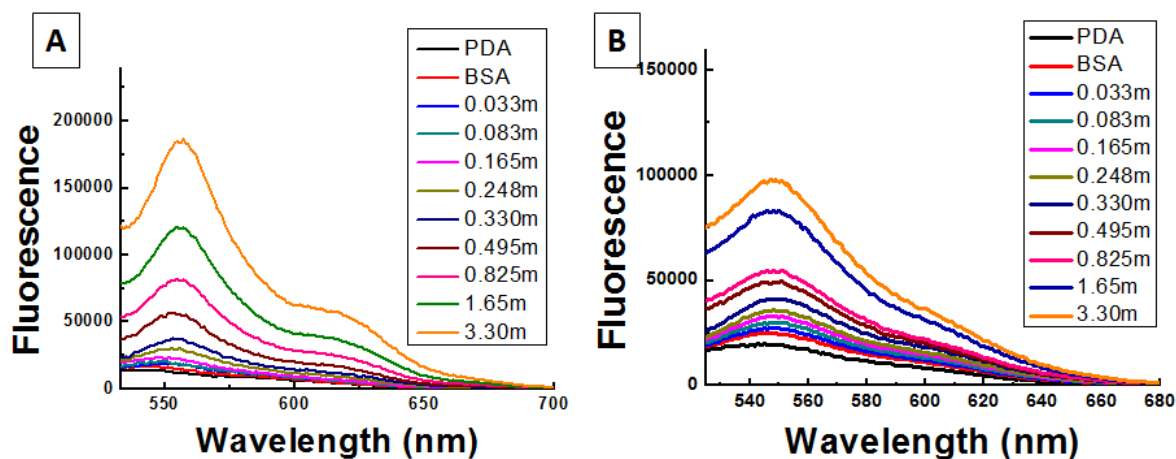 A
PDA
BSA
0.033m
0.083m
0.165m
0.248m
0.330m
0.495m
0.825m
1.65m
3.30m
200000
150000
100000
50000
0
Fluorescence
550
600
650
700
Wavelength (nm)
B
PDA
BSA
0.033m
0.083m
0.165m
0.248m
0.330m
0.495m
0.825m
1.65m
3.30m
150000
100000
50000
0
Fluorescence
540
560
580
600
620
640
660
680
Wavelength (nm)